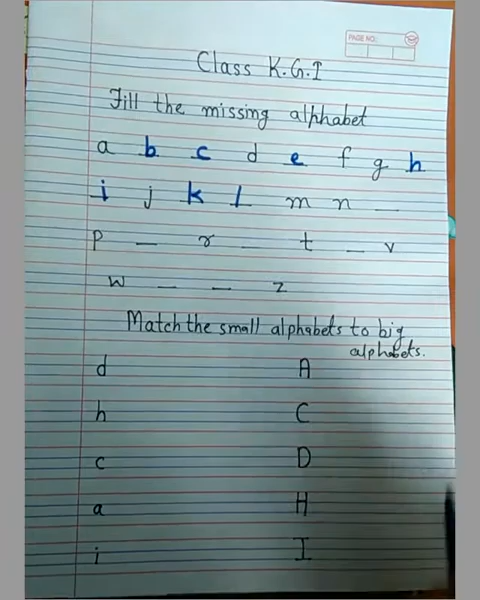 PAGE NO.:
Class K.G.I
Fill the missing alphabet
a b c d e f g h
i j k l m n _
p _ r _ t _ v
w _ _ z
Match the small alphabets to big
alphabets.
d A
h C
c D
a H
i I